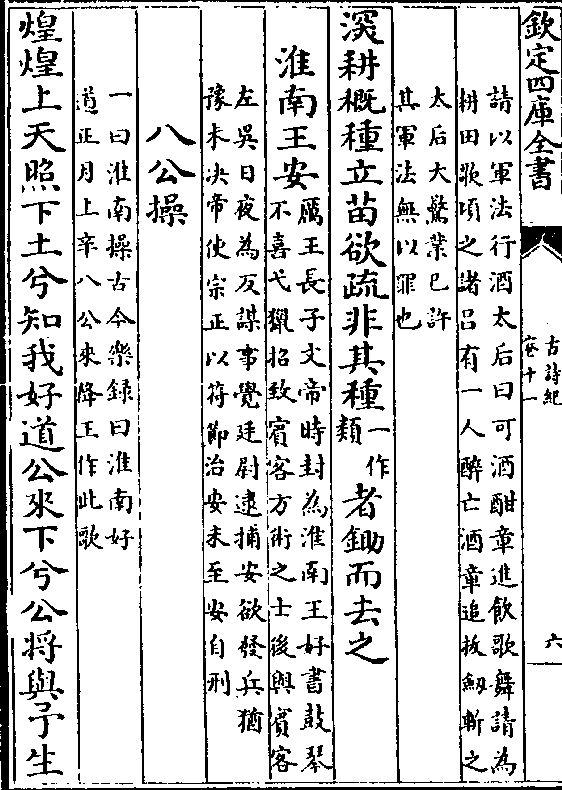 欽定四庫全書
古詩紀
卷十一
六
請以軍法行酒太后曰可酒酣章進飲歌舞請為
耕田歌頃之諸呂有一人醉亡酒章追拔劔斬之
太后大驚業已許
其軍法無以罪也
深耕穊種立苗欲疏非其種一作
類
者鋤而去之
淮南王安
厲王長子文帝時封為淮南王好書鼓琴
不喜弋獵招致賓客方術之士後與賓客
左吳日夜為反謀事覺廷尉逮捕安欲發兵猶
豫未決帝使宗正以符節治安未至安自刑
八公操
一曰淮南操古今樂録曰淮南好
道正月上辛八公來降王作此歌
煌煌上天照下土兮知我好道公來下兮公將與予生